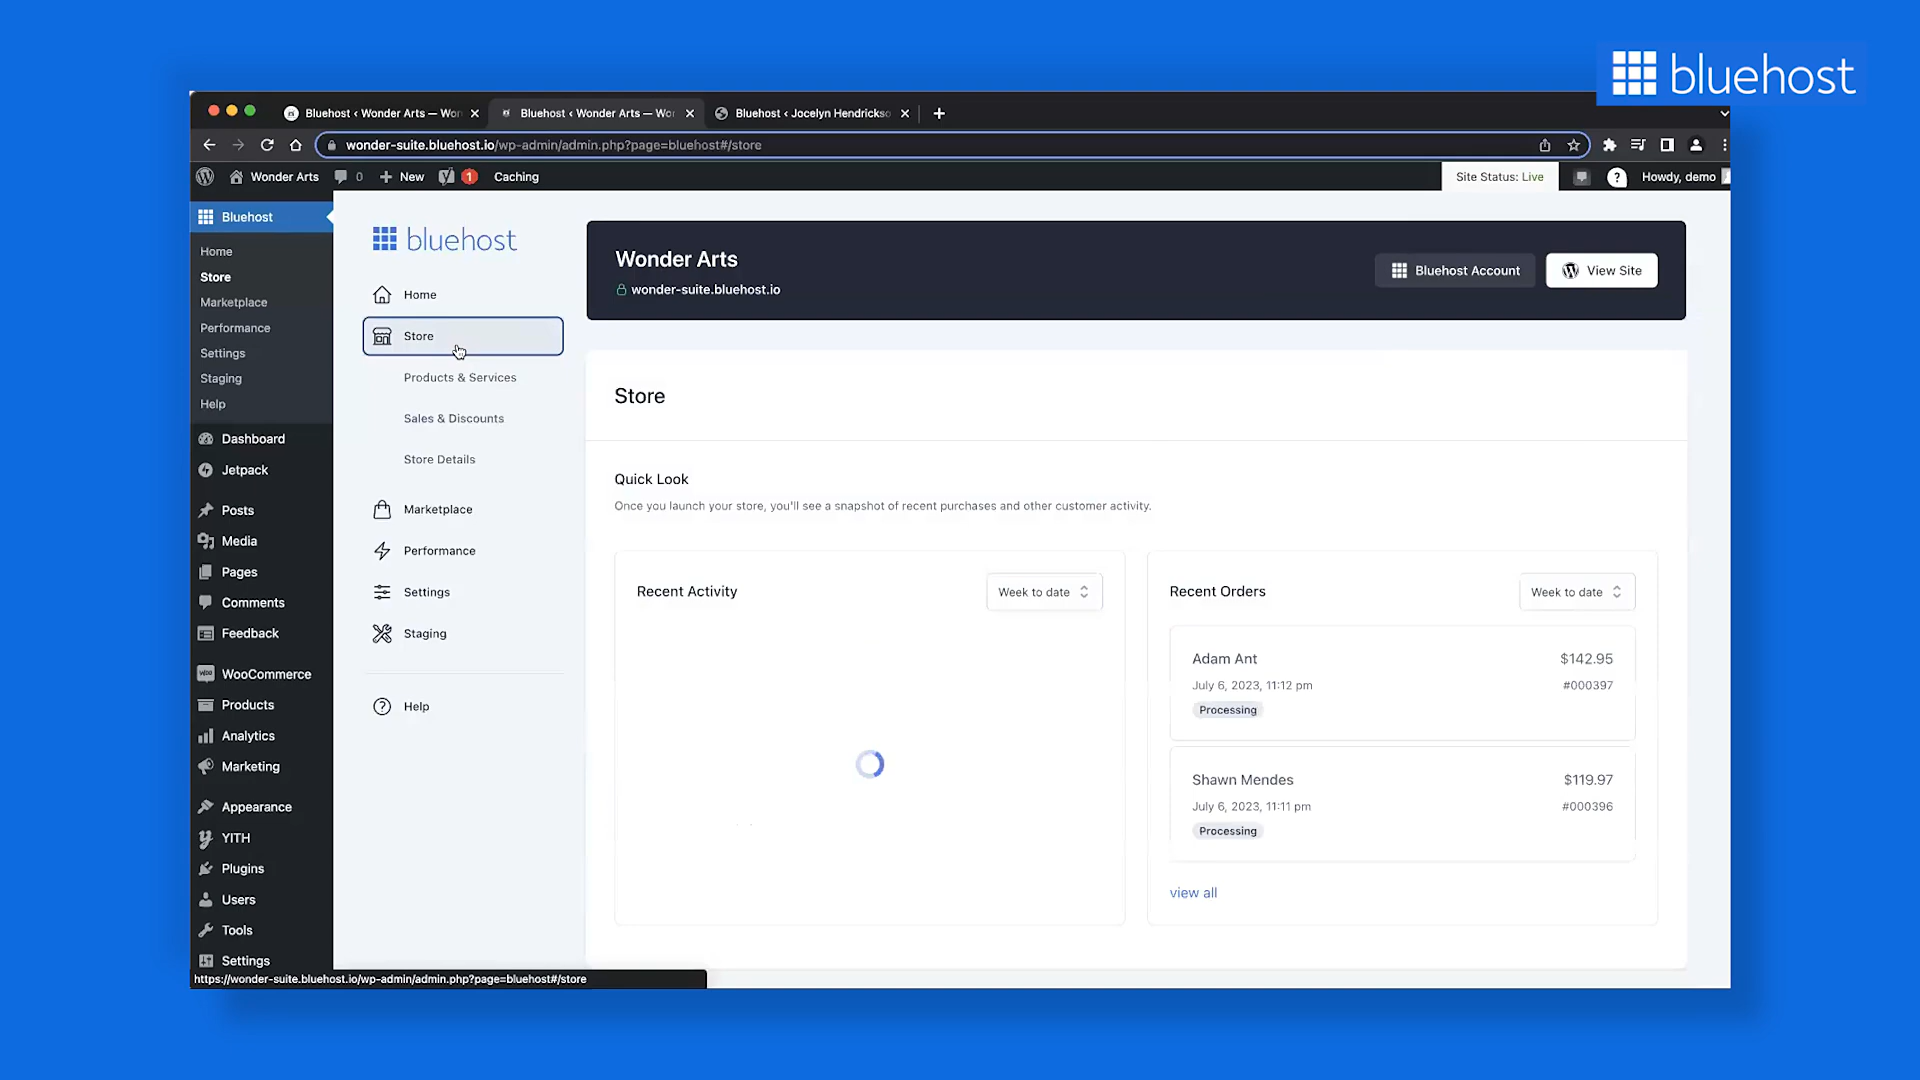 bluehost
Bluehost ‹ Wonder Arts — Wor
Bluehost ‹ Wonder Arts — Wor
Bluehost ‹ Jocelyn Hendrickso
wonder-suite.bluehost.io/wp-admin/admin.php?page=bluehost#/store
Wonder Arts
0
New
1
Caching
Site Status: Live
?
Howdy, demo
Bluehost
Home
Store
Marketplace
Performance
Settings
Staging
Help
Dashboard
Jetpack
Posts
Media
Pages
Comments
Feedback
WooCommerce
Products
Analytics
Marketing
Appearance
YITH
Plugins
Users
Tools
Settings
https://wonder-suite.bluehost.io/wp-admin/admin.php?page=bluehost#/store
bluehost
Home
Store
Products & Services
Sales & Discounts
Store Details
Marketplace
Performance
Settings
Staging
Help
Wonder Arts
wonder-suite.bluehost.io
Bluehost Account
View Site
Store
Quick Look
Once you launch your store, you'll see a snapshot of recent purchases and other customer activity.
Recent Activity
Week to date
Recent Orders
Week to date
Adam Ant
$142.95
July 6, 2023, 11:12 pm
#000397
Processing
Shawn Mendes
$119.97
July 6, 2023, 11:11 pm
#000396
Processing
view all